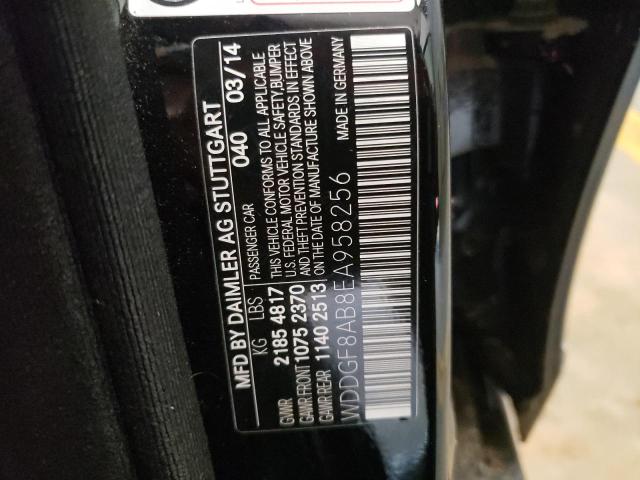 MFD BY DAIMLER AG STUTTGART
040 03/14
KG LBS PASSENGER CAR
GVWR 2185 4817 THIS VEHICLE CONFORMS TO ALL APPLICABLE
GAWR FRONT 1075 2370 U.S. FEDERAL MOTOR VEHICLE SAFETY, BUMPER
GAWR REAR 1140 2513 AND THEFT PREVENTION STANDARDS IN EFFECT
ON DATE OF MANUFACTURE SHOWN ABOVE
WDDGF8AB8EA958256 MADE IN GERMANY